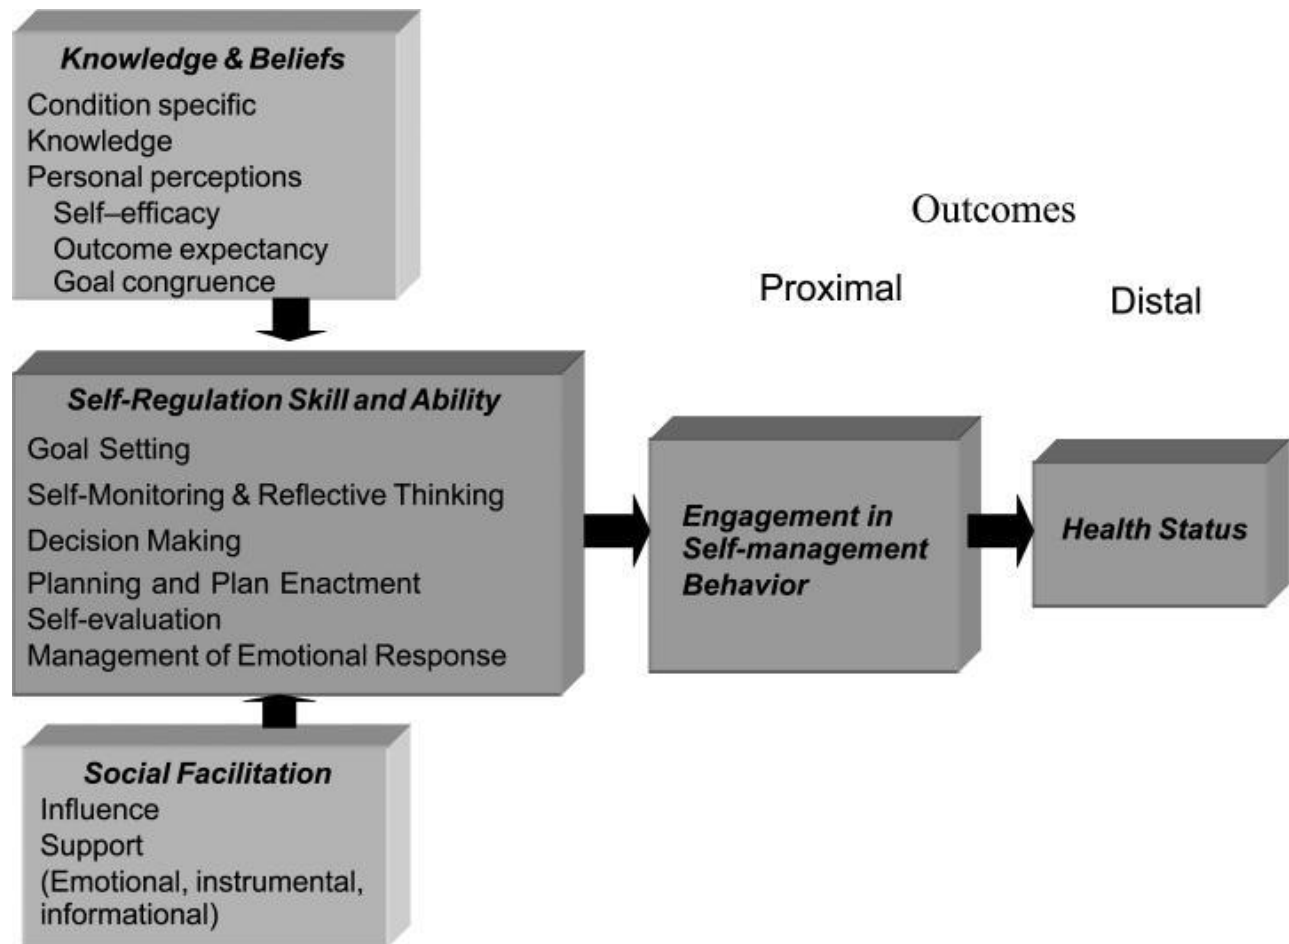 Knowledge & Beliefs
Condition specific
Knowledge
Personal perceptions
Self–efficacy
Outcome expectancy
Goal congruence
Outcomes
Proximal
Distal
Self-Regulation Skill and Ability
Goal Setting
Self-Monitoring & Reflective Thinking
Decision Making
Planning and Plan Enactment
Self-evaluation
Management of Emotional Response
Engagement in
Self-management
Behavior
Health Status
Social Facilitation
Influence
Support
(Emotional, instrumental,
informational)